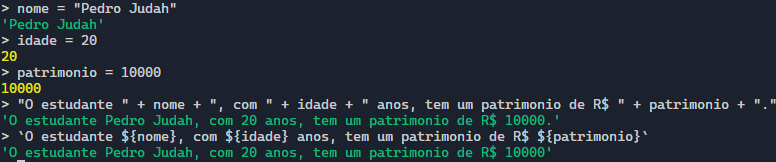 > nome = "Pedro Judah"
'Pedro Judah'
> idade = 20
20
> patrimonio = 10000
10000
> "O estudante " + nome + ", com " + idade + " anos, tem um patrimonio de R$ " + patrimonio + "."
'O estudante Pedro Judah, com 20 anos, tem um patrimonio de R$ 10000.'
> `O estudante ${nome}, com ${idade} anos, tem um patrimonio de R$ ${patrimonio}`
'O estudante Pedro Judah, com 20 anos, tem um patrimonio de R$ 10000'